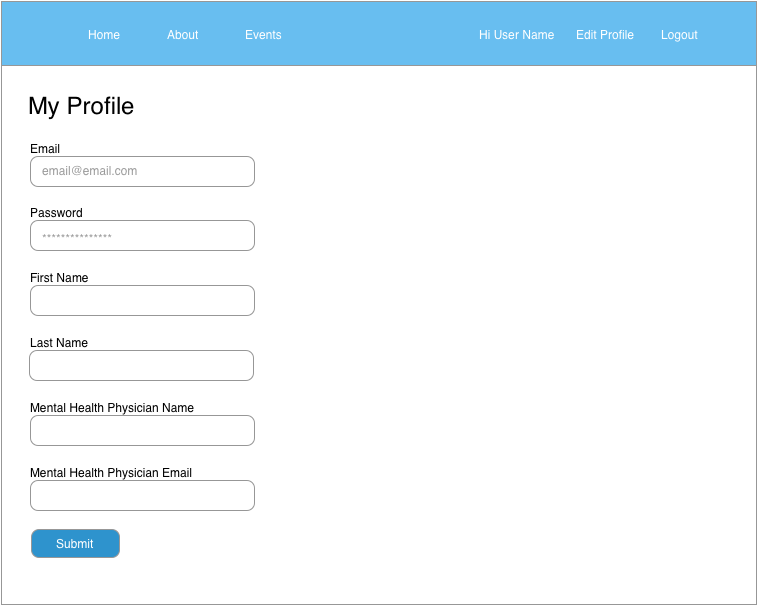 Home About Events Hi User Name Edit Profile Logout
My Profile
Email
email@email.com
Password
***************
First Name
Last Name
Mental Health Physician Name
Mental Health Physician Email
Submit